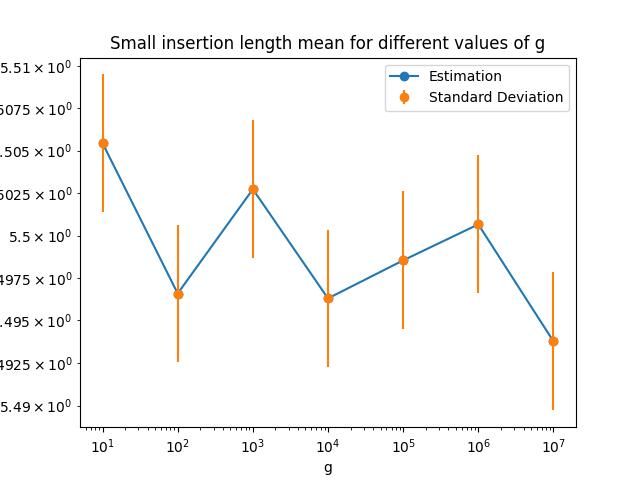 Small insertion length mean for different values of g
Estimation
Standard Deviation
5.51 × 10⁰
5075 × 10⁰
.505 × 10⁰
5025 × 10⁰
5.5 × 10⁰
4975 × 10⁰
.495 × 10⁰
4925 × 10⁰
5.49 × 10⁰
10¹ 10² 10³ 10⁴ 10⁵ 10⁶ 10⁷
g